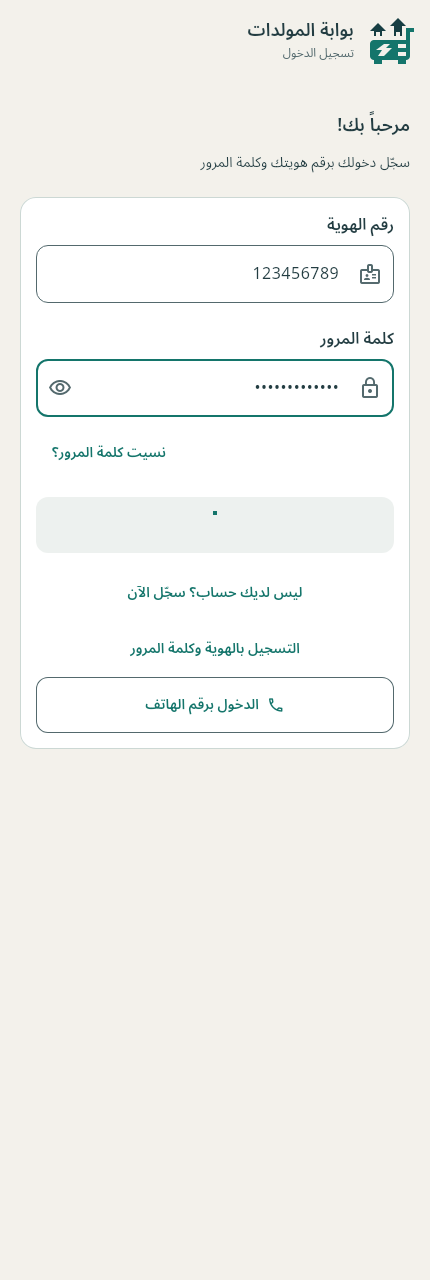 بوابة المولدات
تسجيل الدخول
مرحباً بك!
سجّل دخولك برقم هويتك وكلمة المرور
رقم الهوية
123456789
كلمة المرور
•••••••••••••
نسيت كلمة المرور؟
ليس لديك حساب؟ سجّل الآن
التسجيل بالهوية وكلمة المرور
الدخول برقم الهاتف